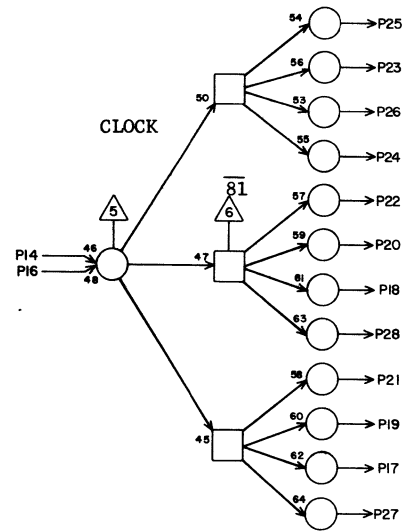 54 P25
56 P23
50 53 P26
CLOCK 55 P24
81
5 6 57 P22
P14 46 47 59 P20
P16 48 61 P18
63 P28
58 P21
60 P19
45 62 P17
64 P27